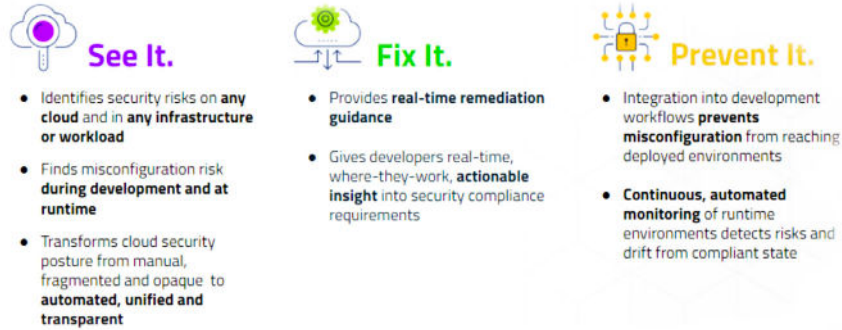 See It.
● Identifies security risks on any
cloud and in any infrastructure
or workload
● Finds misconfiguration risk
during development and at
runtime
● Transforms cloud security
posture from manual,
fragmented and opaque to
automated, unified and
transparent
Fix It.
● Provides real-time remediation
guidance
● Gives developers real-time,
where-they-work, actionable
insight into security compliance
requirements
Prevent It.
● Integration into development
workflows prevents
misconfiguration from reaching
deployed environments
● Continuous, automated
monitoring of runtime
environments detects risks and
drift from compliant state